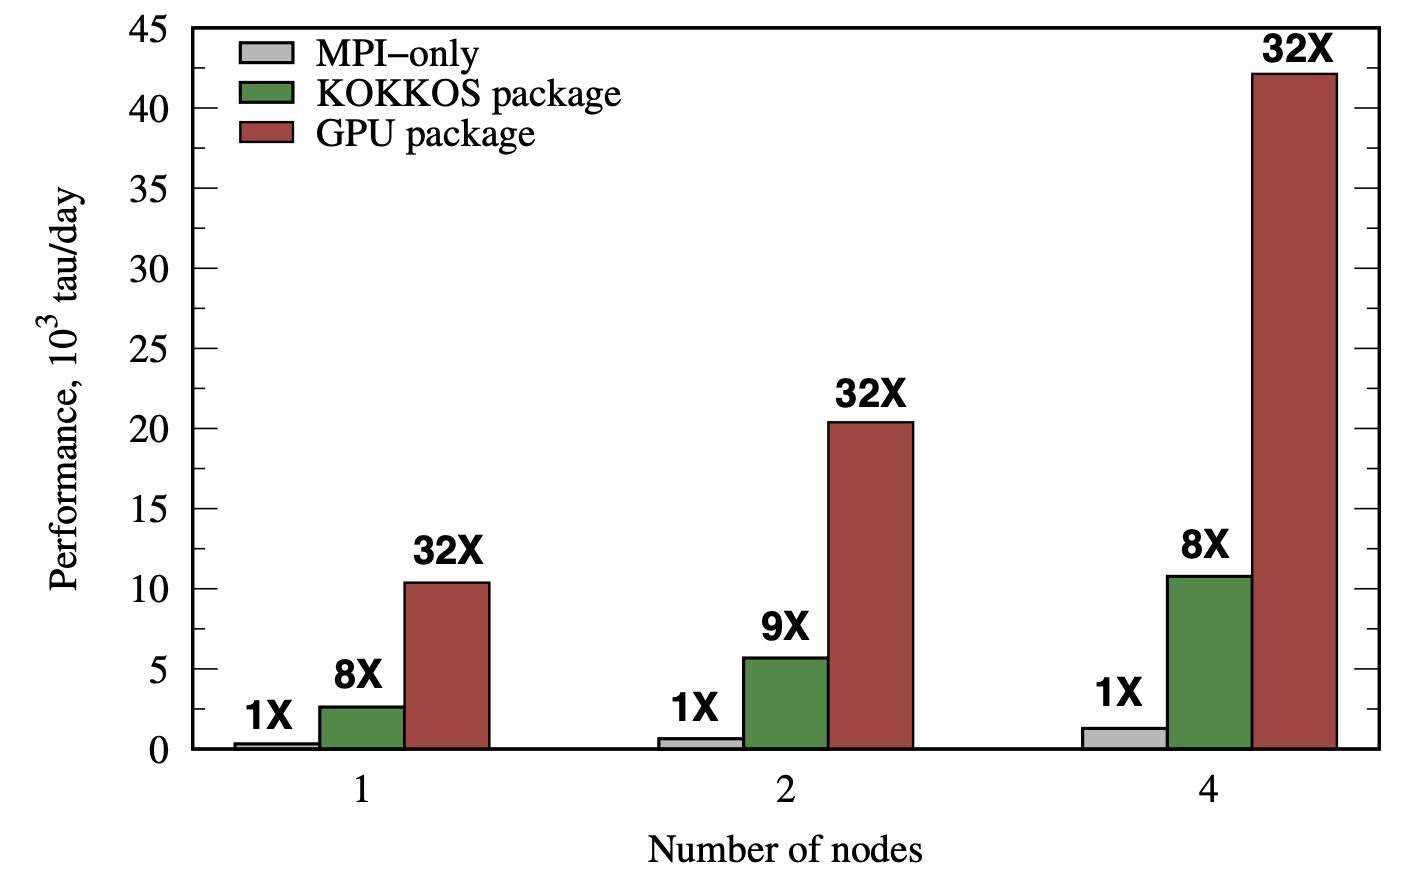 45
40
35
30
25
20
15
10
5
0
Performance, 10³ tau/day
MPI–only
KOKKOS package
GPU package
1X
8X
32X
1X
9X
32X
1X
8X
32X
1
2
4
Number of nodes